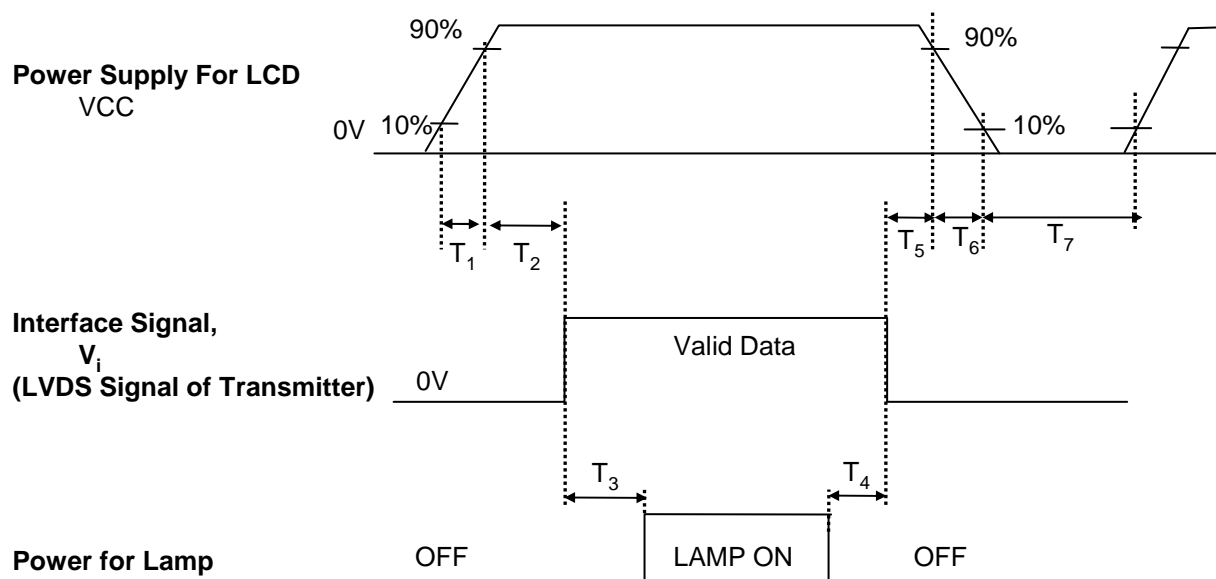 90%
90%
Power Supply For LCD
VCC
0V
10%
10%
T1
T2
T5
T6
T7
Interface Signal,
Vi
(LVDS Signal of Transmitter)
Valid Data
0V
T3
T4
Power for Lamp
OFF
LAMP ON
OFF